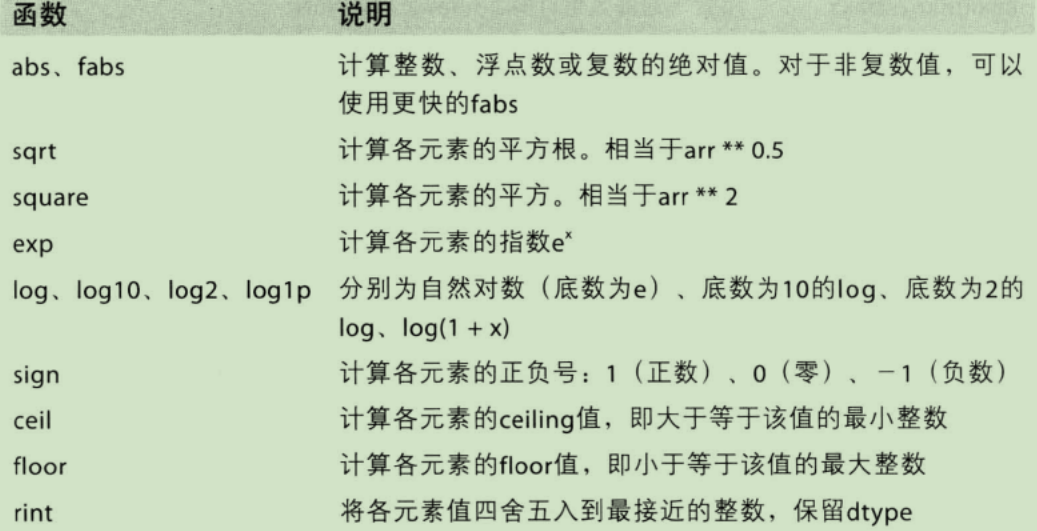 函数 说明
abs、fabs 计算整数、浮点数或复数的绝对值。对于非复数值，可以
使用更快的fabs
sqrt 计算各元素的平方根。相当于arr ** 0.5
square 计算各元素的平方。相当于arr ** 2
exp 计算各元素的指数eˣ
log、log10、log2、log1p 分别为自然对数（底数为e）、底数为10的log、底数为2的
log、log(1 + x)
sign 计算各元素的正负号：1（正数）、0（零）、－1（负数）
ceil 计算各元素的ceiling值，即大于等于该值的最小整数
floor 计算各元素的floor值，即小于等于该值的最大整数
rint 将各元素值四舍五入到最接近的整数，保留dtype